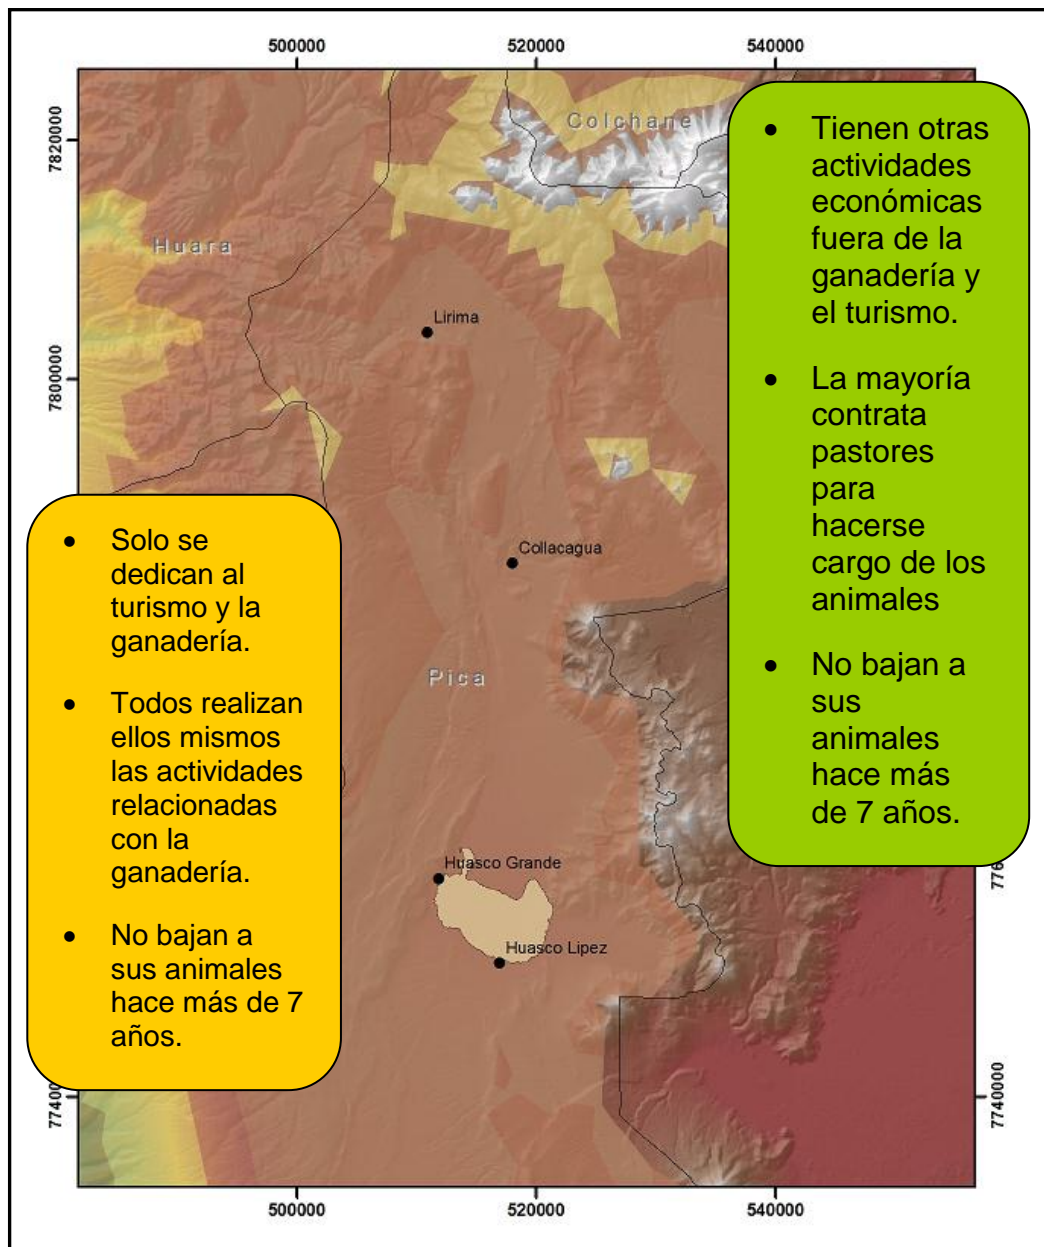 500000
520000
540000
7820000
Colchane
Huara
Lirima
7800000
Collacagua
Pica
Huasco Grande
Huasco Lipez
7740000
7740000
500000
520000
540000
• Tienen otras
actividades
económicas
fuera de la
ganadería y
el turismo.
• La mayoría
contrata
pastores
para
hacerse
cargo de los
animales
• No bajan a
sus
animales
hace más
de 7 años.
• Solo se
dedican al
turismo y la
ganadería.
• Todos realizan
ellos mismos
las actividades
relacionadas
con la
ganadería.
• No bajan a
sus animales
hace más de 7
años.